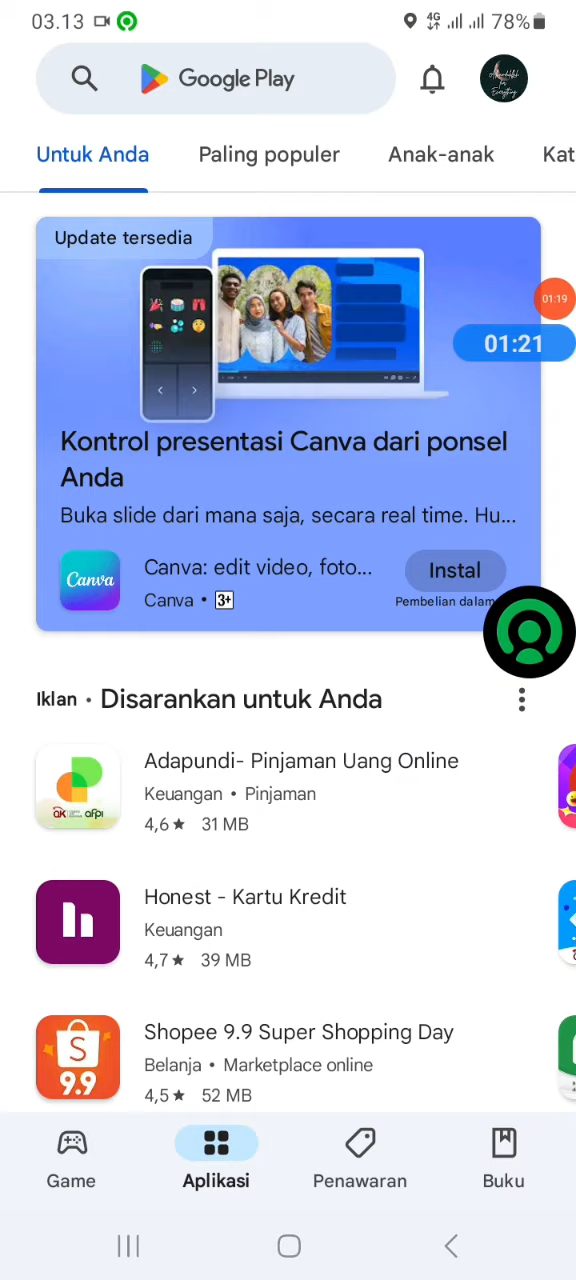 03.13
4G
78%
Google Play
Untuk Anda
Paling populer
Anak-anak
Kat
Update tersedia
01:19
01:21
Kontrol presentasi Canva dari ponsel
Anda
Buka slide dari mana saja, secara real time. Hu...
Canva
Canva: edit video, foto...
Instal
Canva • 3+
Pembelian dalam
Iklan • Disarankan untuk Anda
Adapundi- Pinjaman Uang Online
Keuangan • Pinjaman
4,6★ 31 MB
Honest - Kartu Kredit
Keuangan
4,7★ 39 MB
Shopee 9.9 Super Shopping Day
9.9
Belanja • Marketplace online
4,5★ 52 MB
Game
Aplikasi
Penawaran
Buku